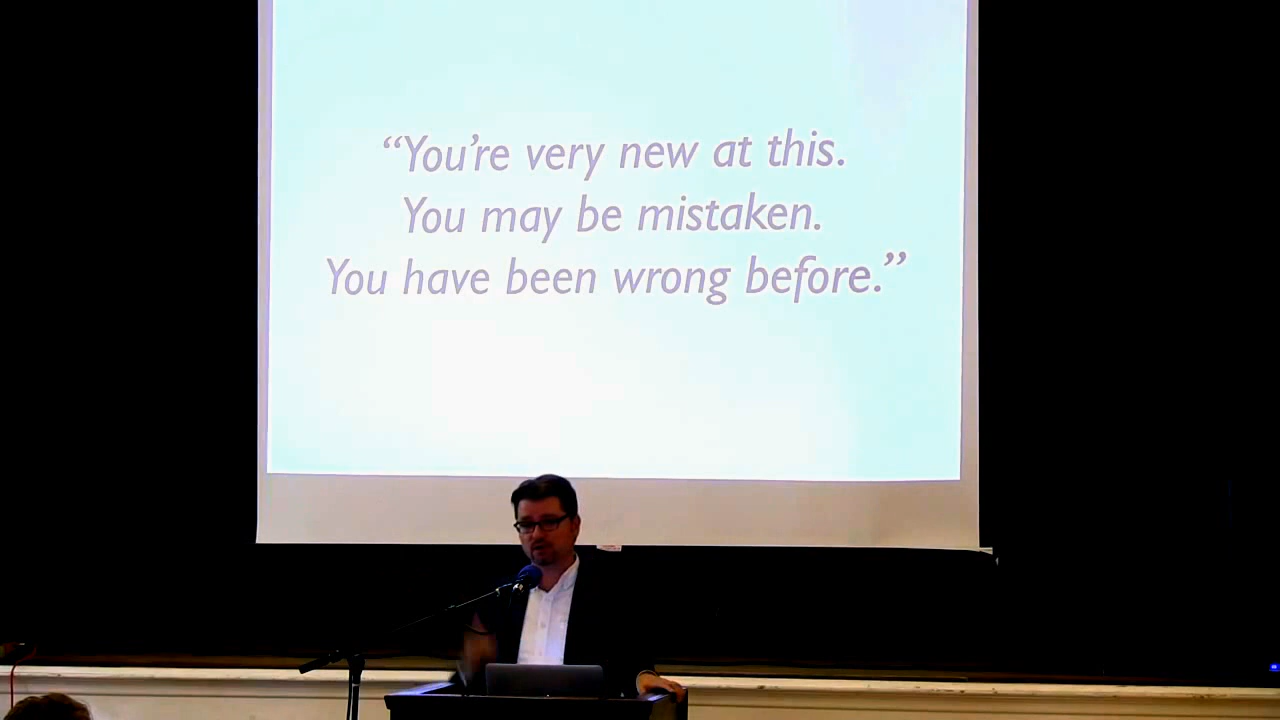 “You’re very new at this.
You may be mistaken.
You have been wrong before.”